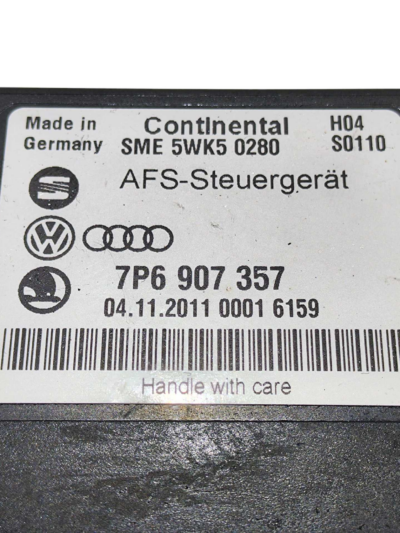 Made in Continental H04
Germany SME 5WK5 0280 S0110
AFS-Steuergerät
7P6 907 357
04.11.2011 0001 6159
Handle with care